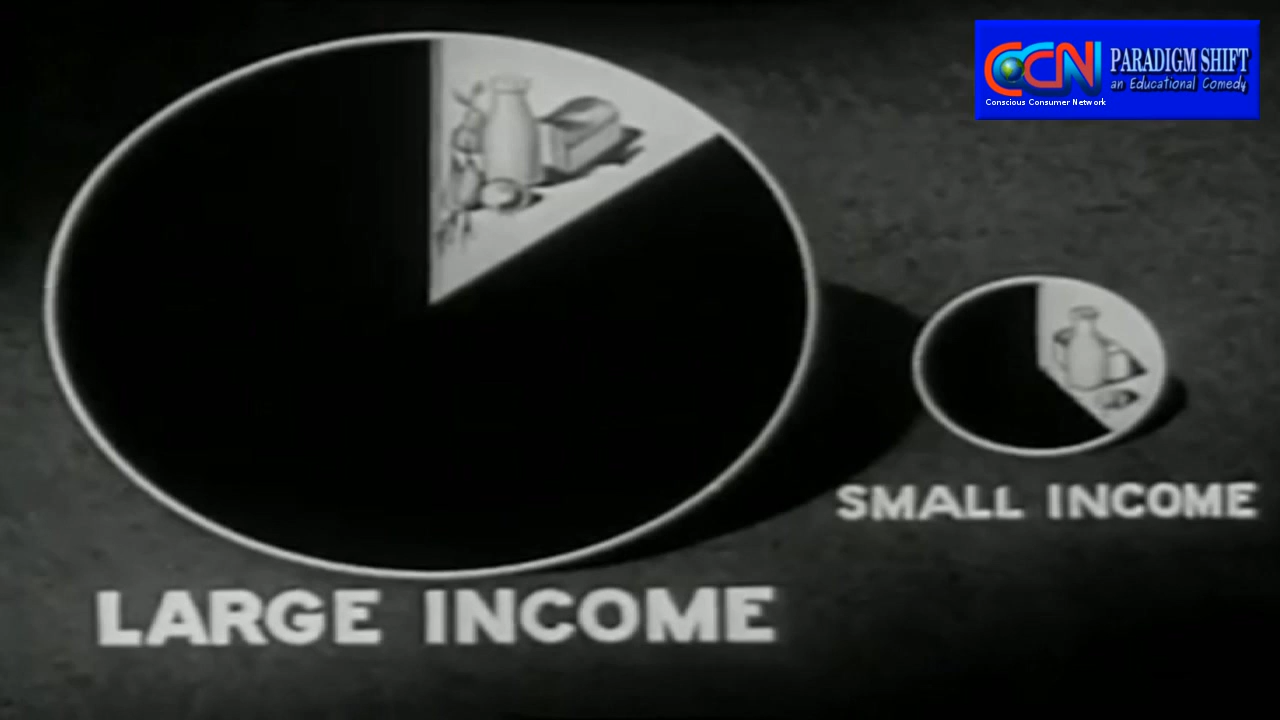 CCN PARADIGM SHIFT
an Educational Comedy
Conscious Consumer Network
SMALL INCOME
LARGE INCOME